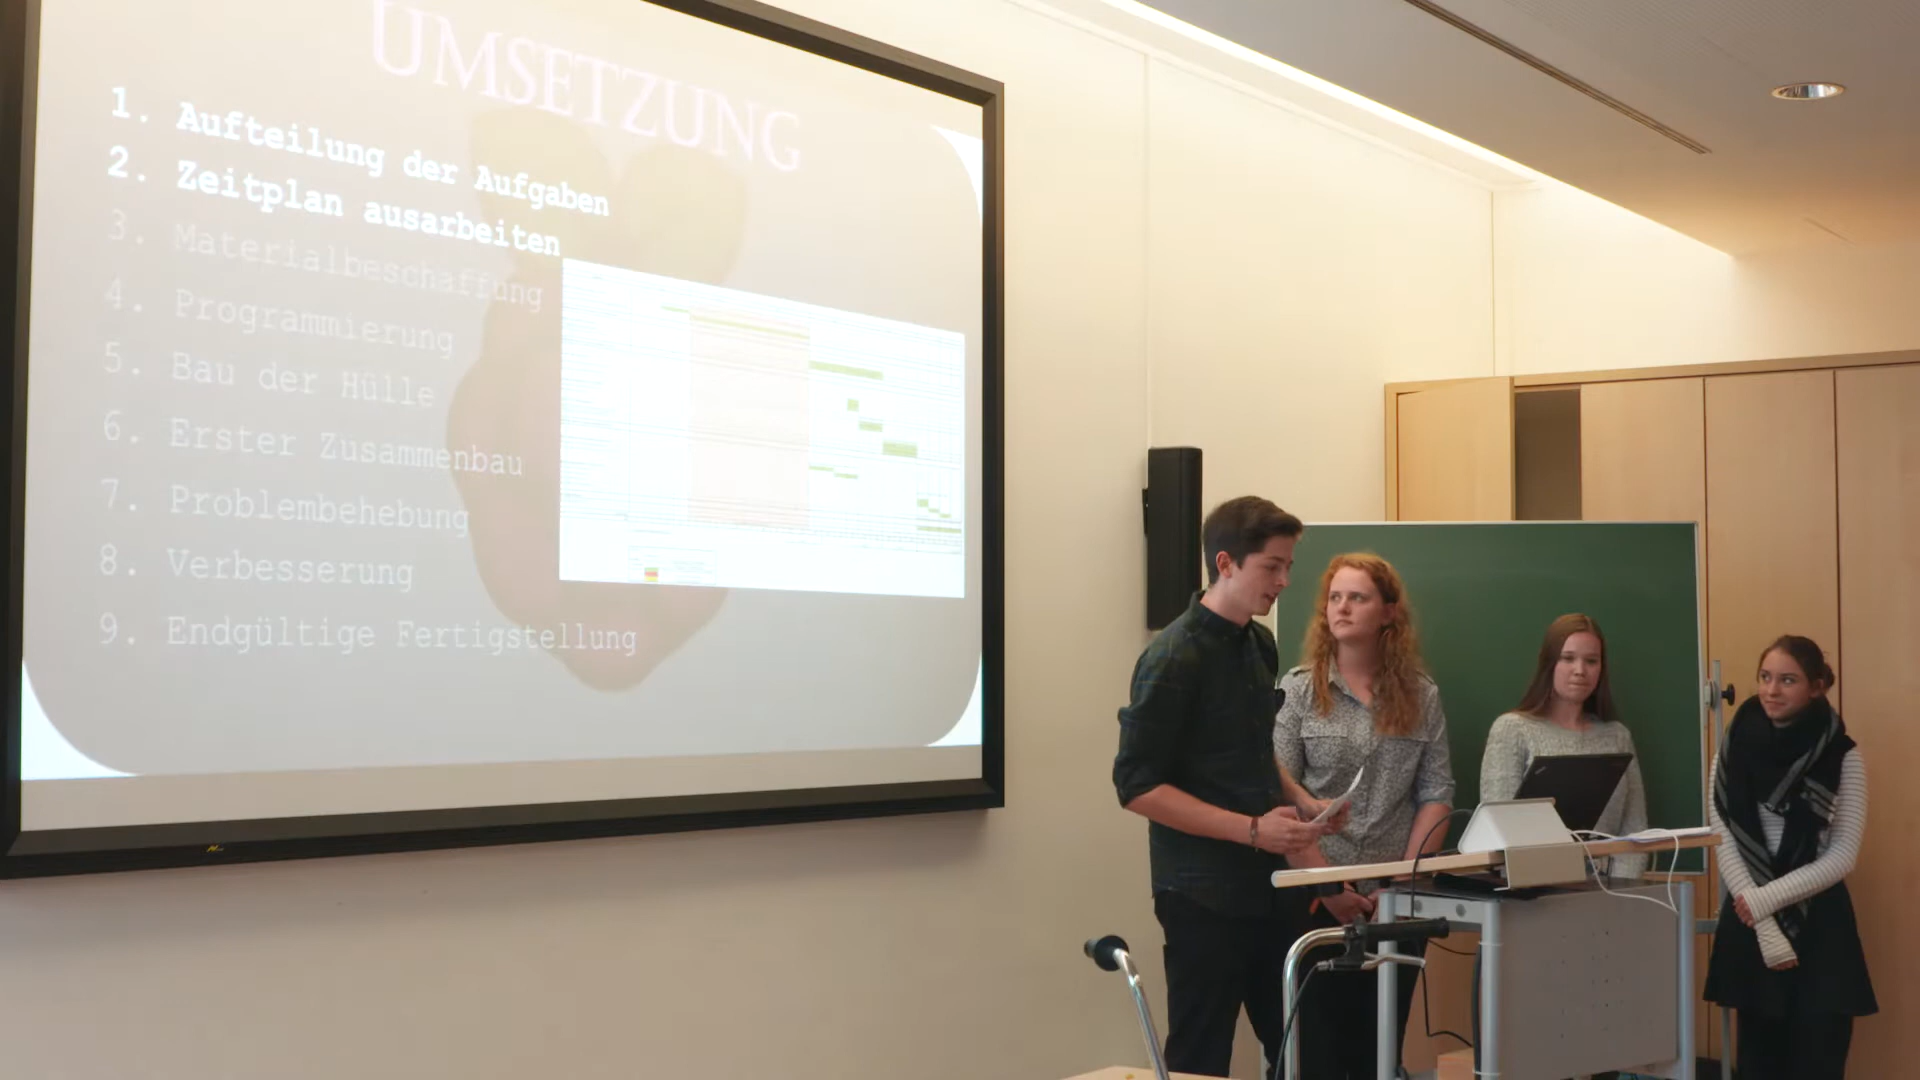 UMSETZUNG
1. Aufteilung der Aufgaben
2. Zeitplan ausarbeiten
3. Materialbeschaffung
4. Programmierung
5. Bau der Hülle
6. Erster Zusammenbau
7. Problembehebung
8. Verbesserung
9. Endgültige Fertigstellung